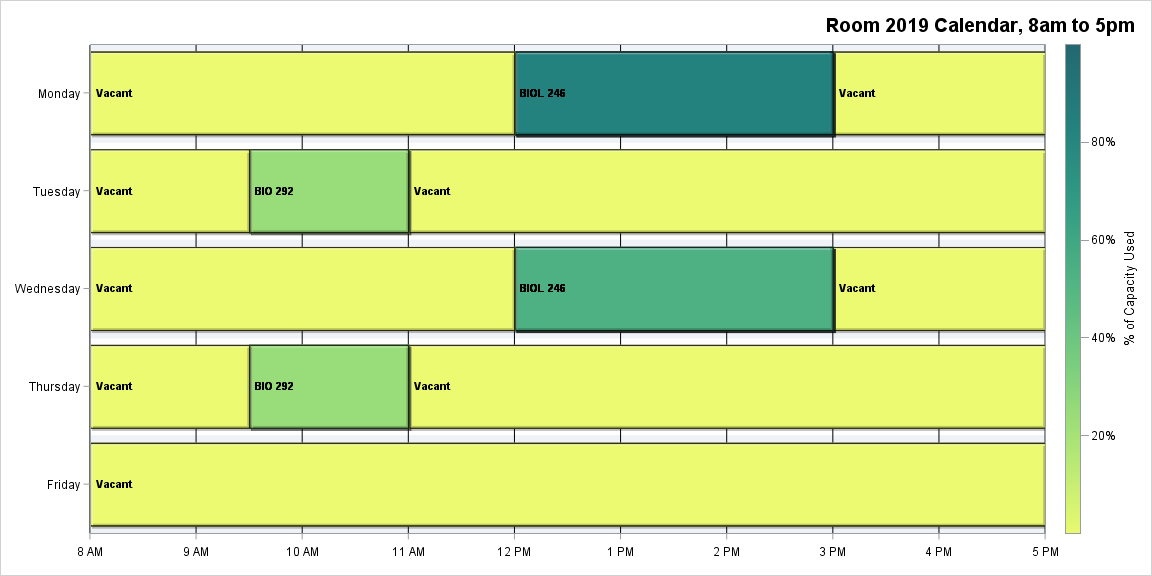 Room 2019 Calendar, 8am to 5pm
Monday
Vacant
BIOL 246
Vacant
Tuesday
Vacant
BIO 292
Vacant
Wednesday
Vacant
BIOL 246
Vacant
Thursday
Vacant
BIO 292
Vacant
Friday
Vacant
8 AM
9 AM
10 AM
11 AM
12 PM
1 PM
2 PM
3 PM
4 PM
5 PM
80%
60%
40%
20%
% of Capacity Used